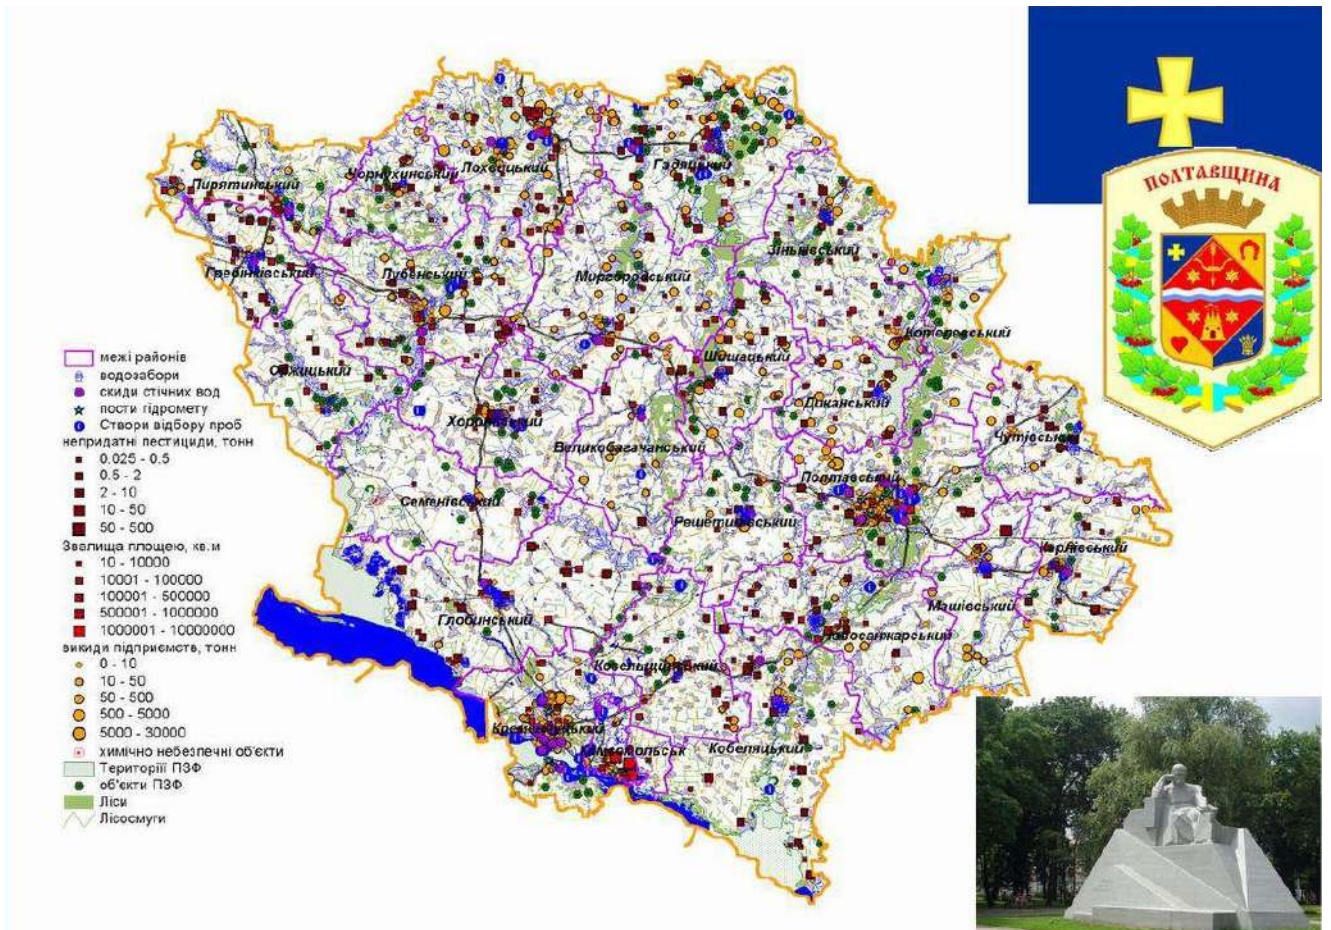 ПОЛТАВЩИНА
Пирятинський
Чорнухинський
Лохвицький
Гадяцький
Гребінківський
Лубенський
Миргородський
Зіньківський
Котелевський
Шишацький
Диканський
Чутівський
Хорольський
Великобагачанський
Семенівський
Решетилівський
Полтавський
Карлівський
Машівський
Новосанжарський
Глобинський
Козельщинський
Кременчуцький
Комсомольськ
Кобеляцький
межі районів
водозабори
скиди стічних вод
пости гідромету
Створи відбору проб
непридатні пестициди, тонн
0.025 - 0.5
0.5 - 2
2 - 10
10 - 50
50 - 500
Звалища площею, кв.м
10 - 10000
10001 - 100000
100001 - 500000
500001 - 1000000
1000001 - 10000000
викиди підприємств, тонн
0 - 10
10 - 50
50 - 500
500 - 5000
5000 - 30000
химічно небезпечні об'єкти
Території ПЗФ
об'єкти ПЗФ
Ліси
Лісосмуги